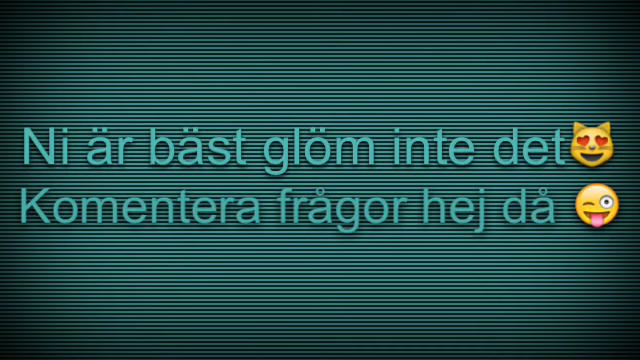 Ni är bäst glöm inte det😻
Komentera frågor hej då 😜